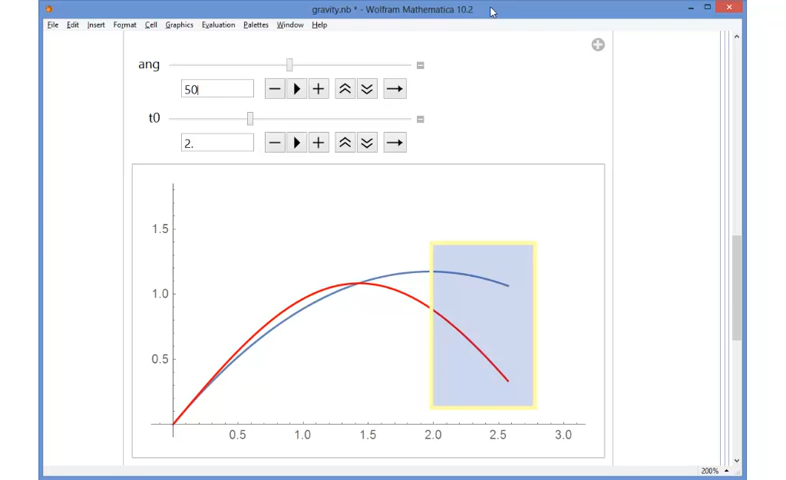 gravity.nb * - Wolfram Mathematica 10.2
File Edit Insert Format Cell Graphics Evaluation Palettes Window Help
ang
50
t0
2.
1.5
1.0
0.5
0.5 1.0 1.5 2.0 2.5 3.0
200%